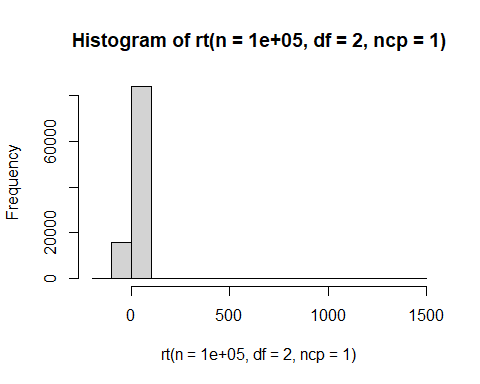 Histogram of rt(n = 1e+05, df = 2, ncp = 1)
Frequency
60000
20000
0
0 500 1000 1500
rt(n = 1e+05, df = 2, ncp = 1)